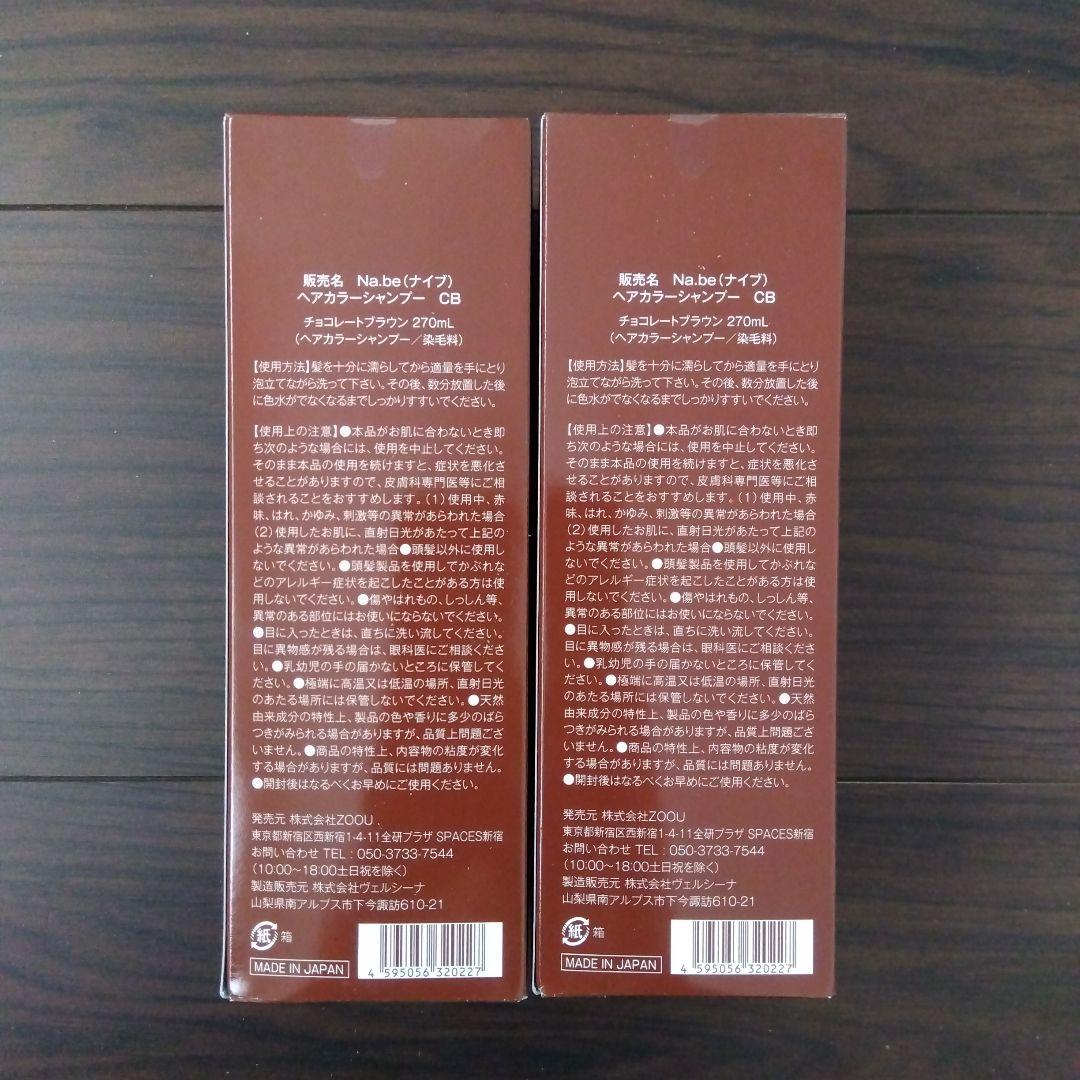 販売名 Na.be(ナイブ)
ヘアカラーシャンプー CB
チョコレートブラウン 270mL
(ヘアカラーシャンプー/染毛料)
【使用方法】髪を十分に濡らしてから適量を手にとり
泡立てながら洗って下さい。その後、数分放置した後
に色水がでなくなるまでしっかりすすいでください。
【使用上の注意】●本品がお肌に合わないとき即
ち次のような場合には、使用を中止してください。
そのまま本品の使用を続けますと、症状を悪化さ
せることがありますので、皮膚科専門医等にご相
談されることをおすすめします。(1)使用中、赤
味、はれ、かゆみ、刺激等の異常があらわれた場合
(2)使用したお肌に、直射日光があたって上記の
ような異常があらわれた場合●頭髪以外に使用し
ないでください。●頭髪製品を使用してかぶれな
どのアレルギー症状を起こしたことがある方は使
用しないでください。●傷やはれもの、しっしん等、
異常のある部位にはお使いにならないでください。
●目に入ったときは、直ちに洗い流してください。
目に異物感が残る場合は、眼科医にご相談くださ
い。●乳幼児の手の届かないところに保管してく
ださい。●極端に高温又は低温の場所、直射日光
のあたる場所には保管しないでください。●天然
由来成分の特性上、製品の色や香りに多少のばら
つきがみられる場合がありますが、品質上問題ござ
いません。●商品の特性上、内容物の粘度が変化
する場合がありますが、品質には問題ありません。
●開封後はなるべくお早めにご使用ください。
発売元 株式会社ZOOU
東京都新宿区西新宿1-4-11全研プラザ SPACES新宿
お問い合わせ TEL:050-3733-7544
(10:00〜18:00土日祝を除く)
製造販売元 株式会社ヴェルシーナ
山梨県南アルプス市下今諏訪610-21
紙 箱
MADE IN JAPAN
4 595056 320227
販売名 Na.be(ナイブ)
ヘアカラーシャンプー CB
チョコレートブラウン 270mL
(ヘアカラーシャンプー/染毛料)
【使用方法】髪を十分に濡らしてから適量を手にとり
泡立てながら洗って下さい。その後、数分放置した後
に色水がでなくなるまでしっかりすすいでください。
【使用上の注意】●本品がお肌に合わないとき即
ち次のような場合には、使用を中止してください。
そのまま本品の使用を続けますと、症状を悪化さ
せることがありますので、皮膚科専門医等にご相
談されることをおすすめします。(1)使用中、赤
味、はれ、かゆみ、刺激等の異常があらわれた場合
(2)使用したお肌に、直射日光があたって上記の
ような異常があらわれた場合●頭髪以外に使用し
ないでください。●頭髪製品を使用してかぶれな
どのアレルギー症状を起こしたことがある方は使
用しないでください。●傷やはれもの、しっしん等、
異常のある部位にはお使いにならないでください。
●目に入ったときは、直ちに洗い流してください。
目に異物感が残る場合は、眼科医にご相談くださ
い。●乳幼児の手の届かないところに保管してく
ださい。●極端に高温又は低温の場所、直射日光
のあたる場所には保管しないでください。●天然
由来成分の特性上、製品の色や香りに多少のばら
つきがみられる場合がありますが、品質上問題ござ
いません。●商品の特性上、内容物の粘度が変化
する場合がありますが、品質には問題ありません。
●開封後はなるべくお早めにご使用ください。
発売元 株式会社ZOOU
東京都新宿区西新宿1-4-11全研プラザ SPACES新宿
お問い合わせ TEL:050-3733-7544
(10:00〜18:00土日祝を除く)
製造販売元 株式会社ヴェルシーナ
山梨県南アルプス市下今諏訪610-21
紙 箱
MADE IN JAPAN
4 595056 320227